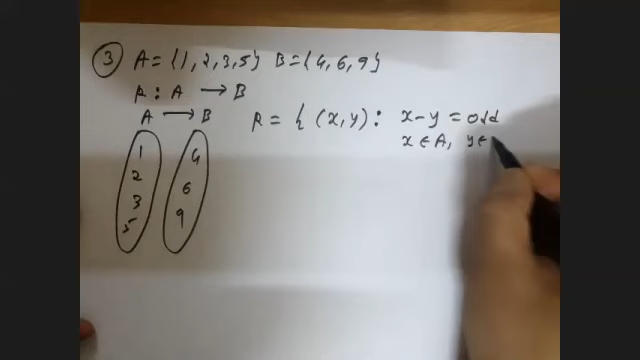 3 A = {1, 2, 3, 5} B = {4, 6, 9}
R : A → B
A → B
R = { (x, y) : x - y = odd
x ∈ A, y ∈
1 4
2 6
3 9
5